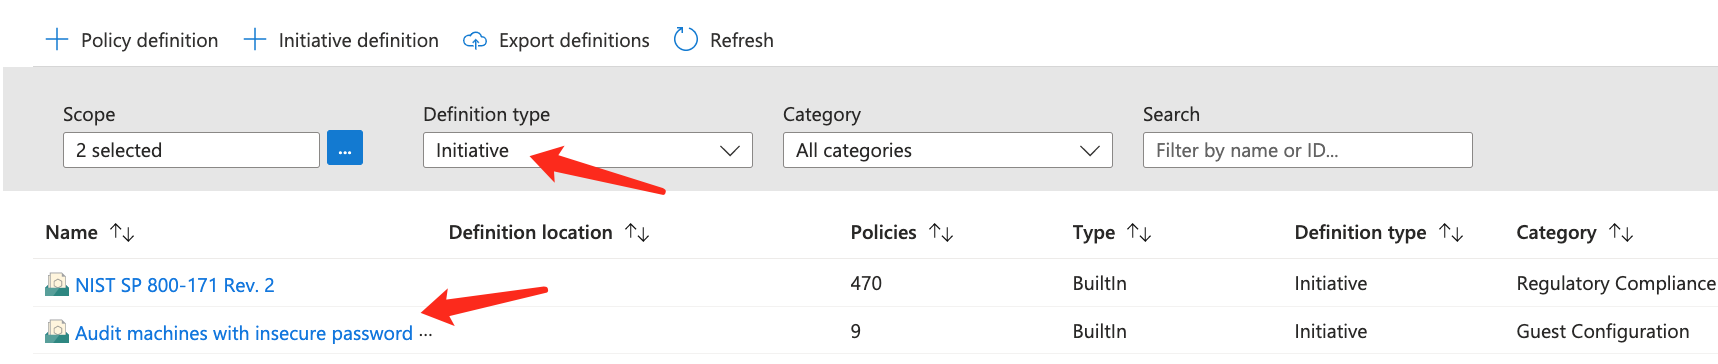 Policy definition Initiative definition Export definitions Refresh
Scope Definition type Category Search
2 selected ... Initiative All categories Filter by name or ID...
Name Definition location Policies Type Definition type Category
NIST SP 800-171 Rev. 2 470 BuiltIn Initiative Regulatory Compliance
Audit machines with insecure password ... 9 BuiltIn Initiative Guest Configuration